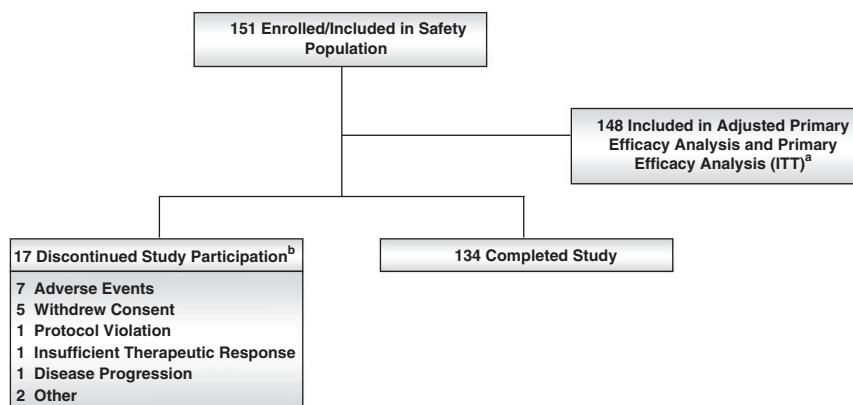 151 Enrolled/Included in Safety
Population
148 Included in Adjusted Primary
Efficacy Analysis and Primary
Efficacy Analysis (ITT)a
17 Discontinued Study Participationb
134 Completed Study
7 Adverse Events
5 Withdrew Consent
1 Protocol Violation
1 Insufficient Therapeutic Response
1 Disease Progression
2 Other